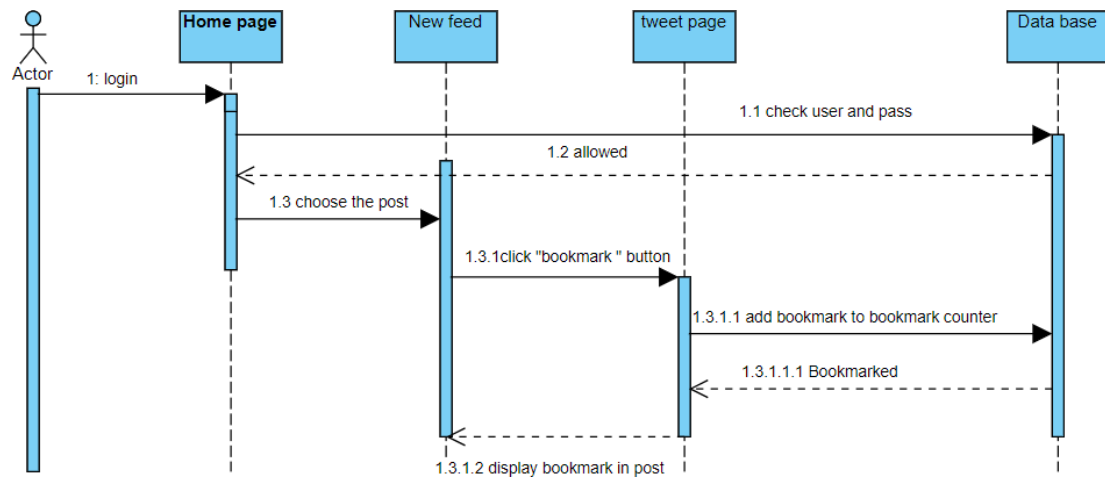 Home page
New feed
tweet page
Data base
Actor
1: login
1.1 check user and pass
1.2 allowed
1.3 choose the post
1.3.1click "bookmark " button
1.3.1.1 add bookmark to bookmark counter
1.3.1.1.1 Bookmarked
1.3.1.2 display bookmark in post